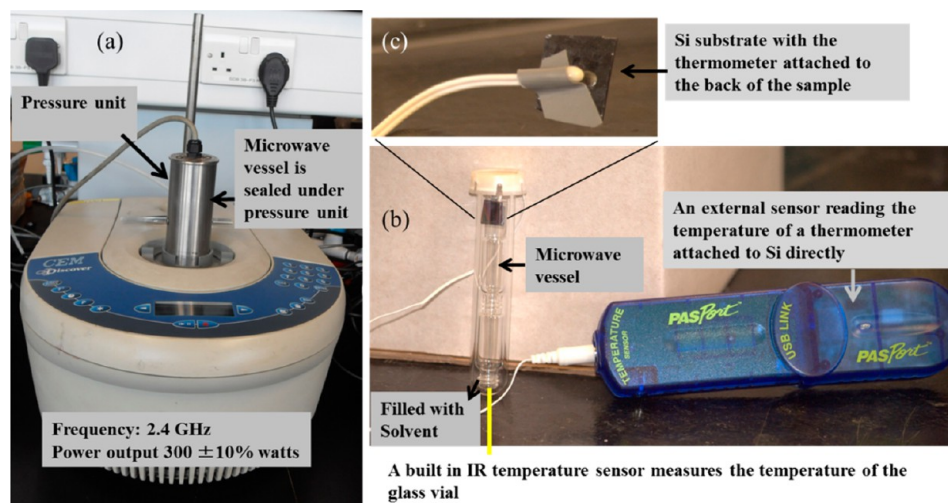 (a)
Pressure unit
Microwave
vessel is
sealed under
pressure unit
CEM
Discover
Frequency: 2.4 GHz
Power output 300 ±10% watts
(c)
Si substrate with the
thermometer attached to
the back of the sample
(b)
An external sensor reading the
temperature of a thermometer
attached to Si directly
Microwave
vessel
TEMPERATURE
SENSOR
PASPort™
USB LINK
PASPort™
Filled with
Solvent
A built in IR temperature sensor measures the temperature of the
glass vial